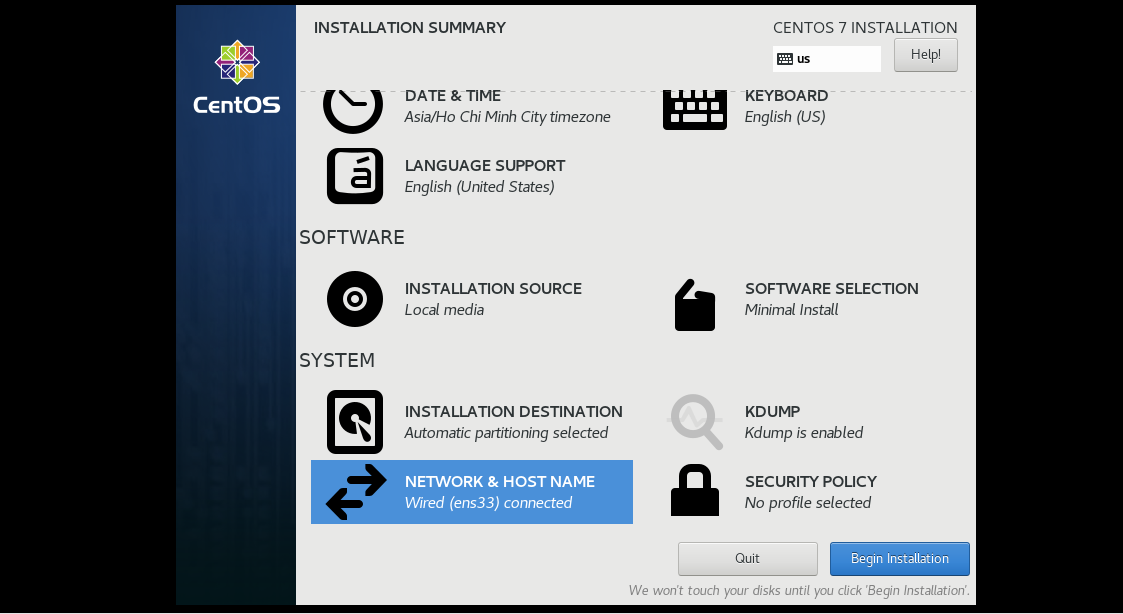 INSTALLATION SUMMARY
CENTOS 7 INSTALLATION
us
Help!
CentOS
DATE & TIME
Asia/Ho Chi Minh City timezone
KEYBOARD
English (US)
LANGUAGE SUPPORT
English (United States)
SOFTWARE
INSTALLATION SOURCE
Local media
SOFTWARE SELECTION
Minimal Install
SYSTEM
INSTALLATION DESTINATION
Automatic partitioning selected
KDUMP
Kdump is enabled
NETWORK & HOST NAME
Wired (ens33) connected
SECURITY POLICY
No profile selected
Quit
Begin Installation
We won't touch your disks until you click 'Begin Installation'.